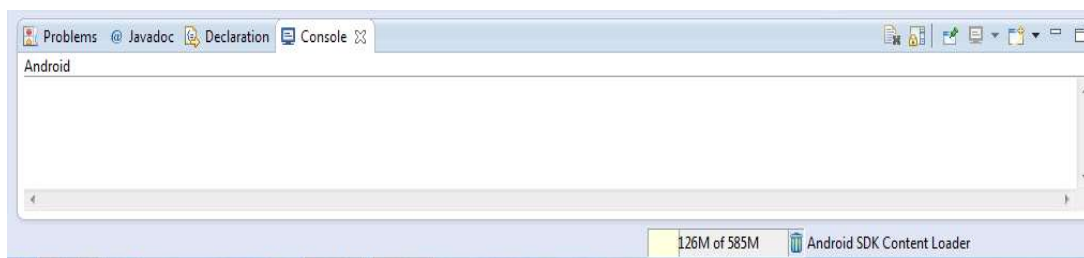 Problems @ Javadoc Declaration Console
Android
126M of 585M Android SDK Content Loader